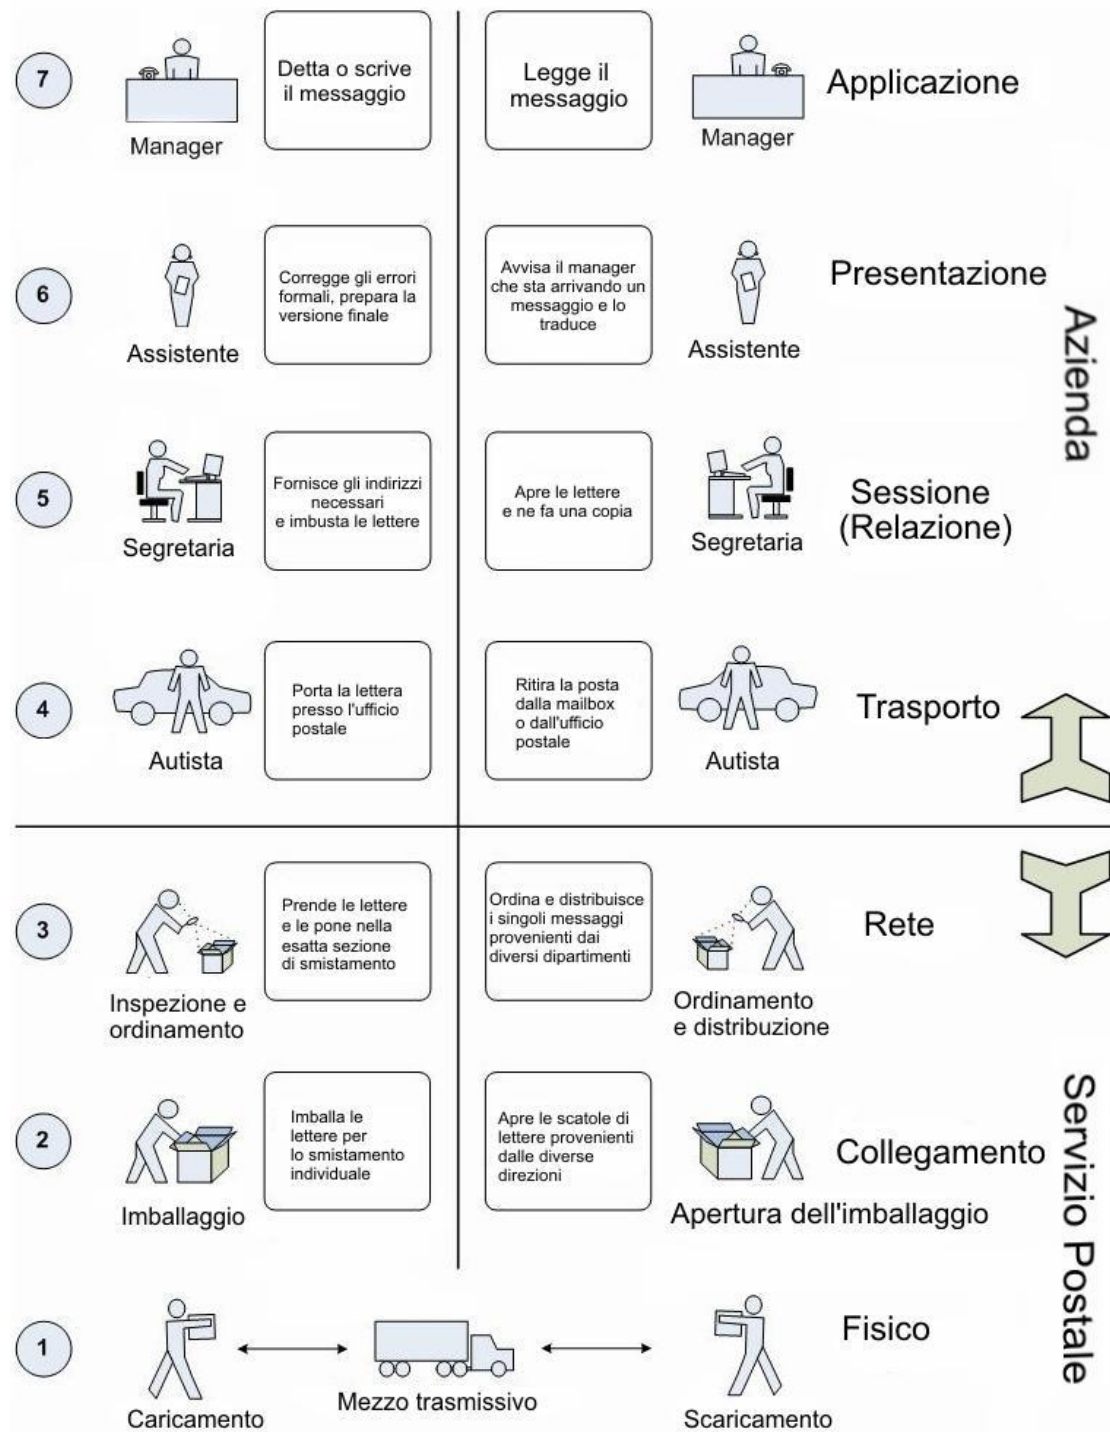 7
Manager
Detta o scrive
il messaggio
Legge il
messaggio
Manager
Applicazione
6
Assistente
Corregge gli errori
formali, prepara la
versione finale
Avvisa il manager
che sta arrivando un
messaggio e lo
traduce
Assistente
Presentazione
Azienda
5
Segretaria
Fornisce gli indirizzi
necessari
e imbusta le lettere
Apre le lettere
e ne fa una copia
Segretaria
Sessione
(Relazione)
4
Autista
Porta la lettera
presso l'ufficio
postale
Ritira la posta
dalla mailbox
o dall'ufficio
postale
Autista
Trasporto
3
Inspezione e
ordinamento
Prende le lettere
e le pone nella
esatta sezione
di smistamento
Ordina e distribuisce
i singoli messaggi
provenienti dai
diversi dipartimenti
Ordinamento
e distribuzione
Rete
2
Imballaggio
Imballa le
lettere per
lo smistamento
individuale
Apre le scatole di
lettere provenienti
dalle diverse
direzioni
Apertura dell'imballaggio
Collegamento
Servizio Postale
1
Caricamento
Mezzo trasmissivo
Scaricamento
Fisico